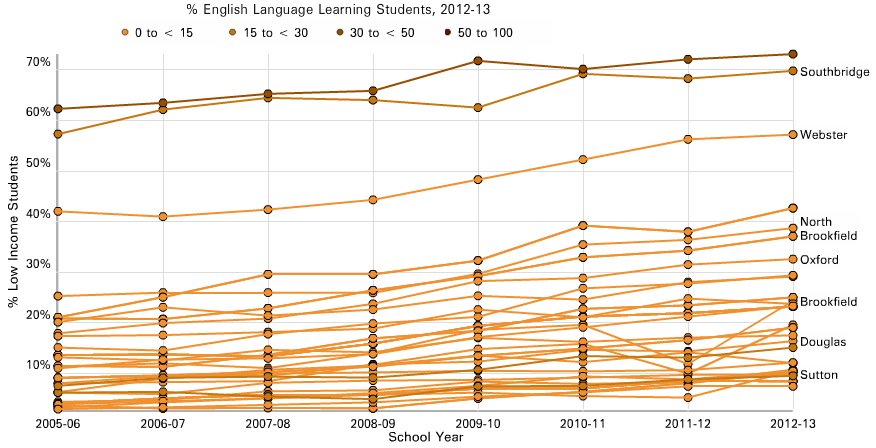 % English Language Learning Students, 2012-13
0 to < 15 15 to < 30 30 to < 50 50 to 100
70%
60%
50%
40%
30%
20%
10%
% Low Income Students
Southbridge
Webster
North
Brookfield
Oxford
Brookfield
Douglas
Sutton
2005-06 2006-07 2007-08 2008-09 2009-10 2010-11 2011-12 2012-13
School Year